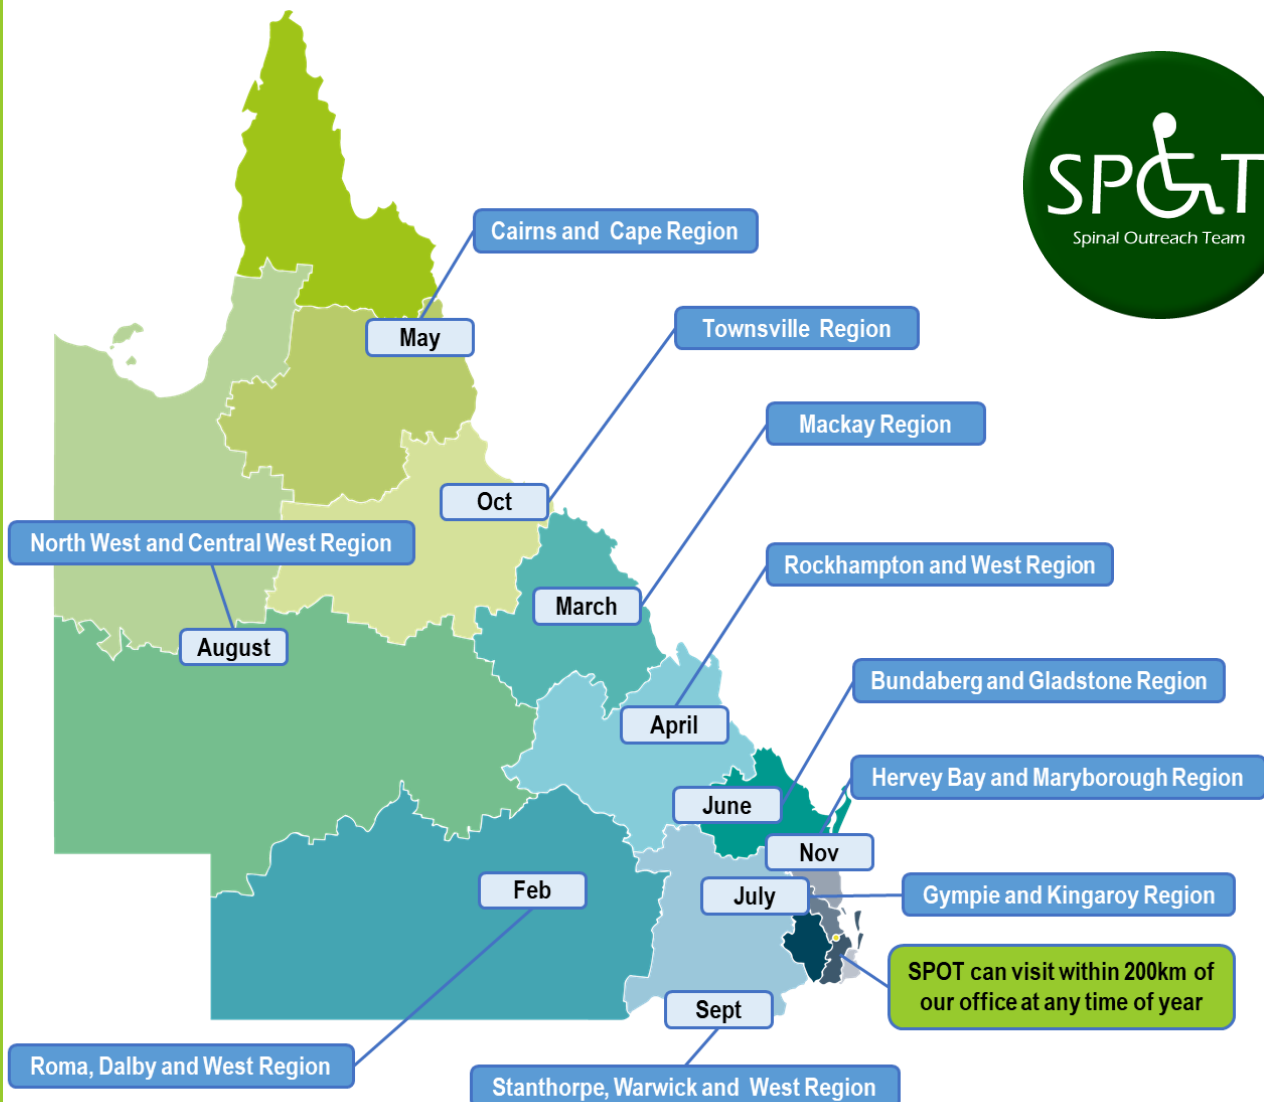 SPOT
Spinal Outreach Team
Cairns and Cape Region
May
Townsville Region
Mackay Region
Oct
North West and Central West Region
Rockhampton and West Region
March
August
Bundaberg and Gladstone Region
April
Hervey Bay and Maryborough Region
June
Nov
Feb
July
Gympie and Kingaroy Region
SPOT can visit within 200km of
our office at any time of year
Sept
Roma, Dalby and West Region
Stanthorpe, Warwick and West Region